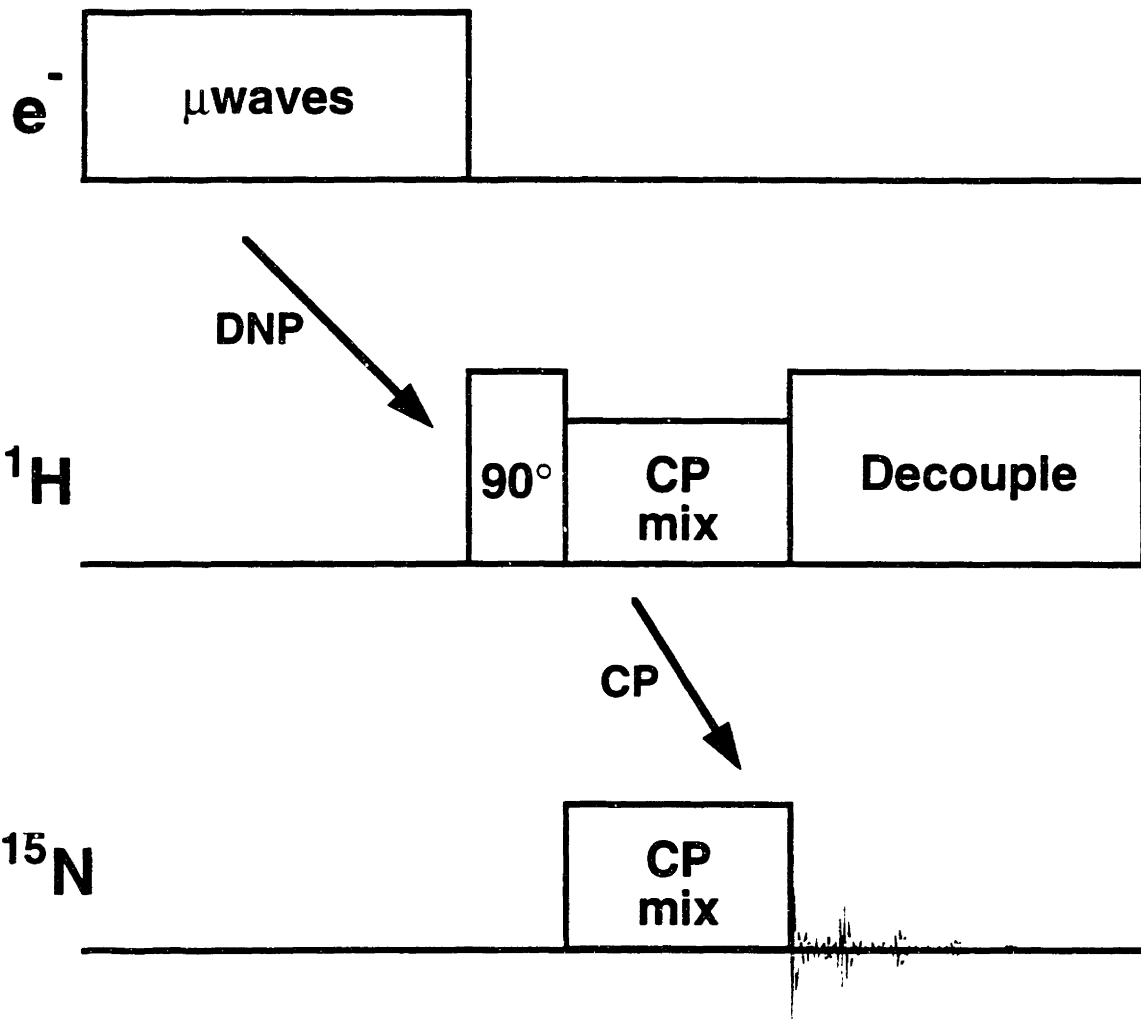 e⁻
μwaves
DNP
¹H
90°
CP
mix
Decouple
CP
¹⁵N
CP
mix